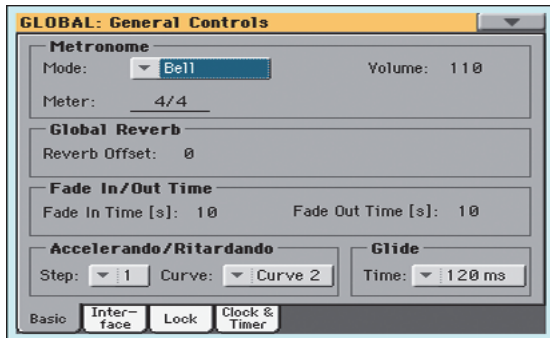 GLOBAL: General Controls
Metronome
Mode: Bell Volume: 110
Meter: 4/4
Global Reverb
Reverb Offset: 0
Fade In/Out Time
Fade In Time [s]: 10 Fade Out Time [s]: 10
Accelerando/Ritardando Glide
Step: 1 Curve: Curve 2 Time: 120 ms
Basic Inter-face Lock Clock & Timer